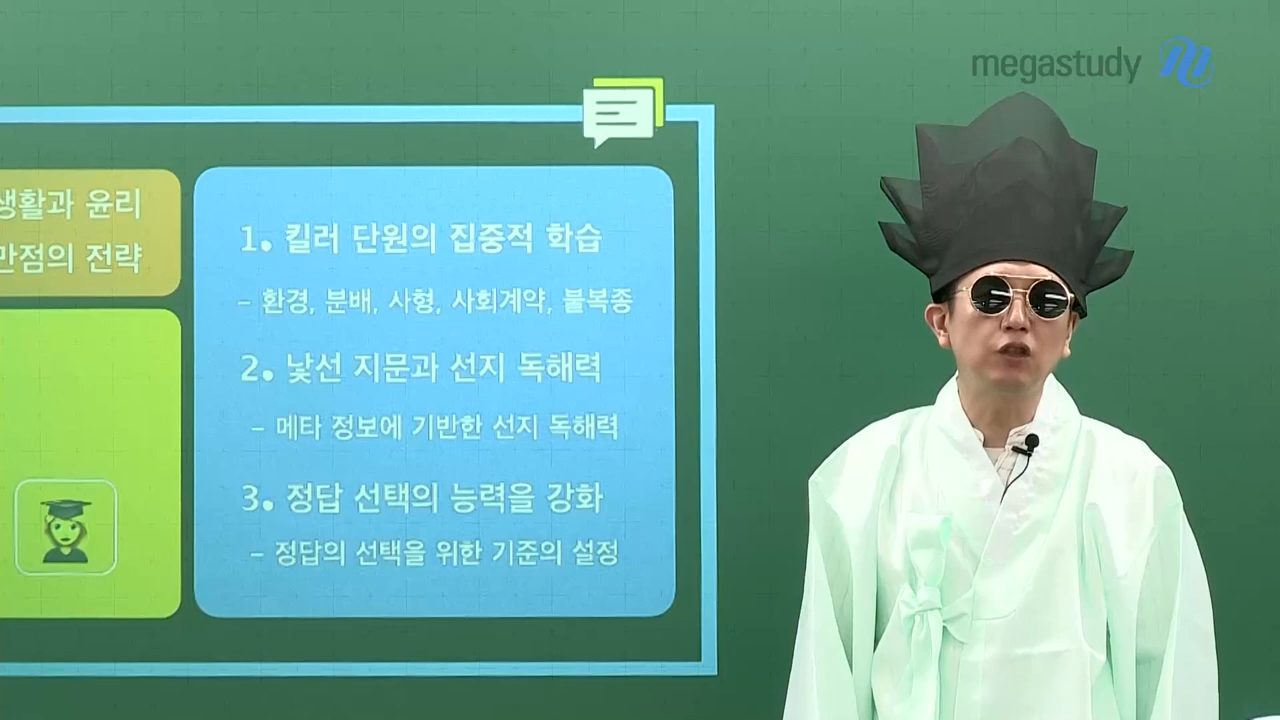 megastudy
생활과 윤리
만점의 전략
1. 킬러 단원의 집중적 학습
- 환경, 분배, 사형, 사회계약, 불복종
2. 낯선 지문과 선지 독해력
- 메타 정보에 기반한 선지 독해력
3. 정답 선택의 능력을 강화
- 정답의 선택을 위한 기준의 설정